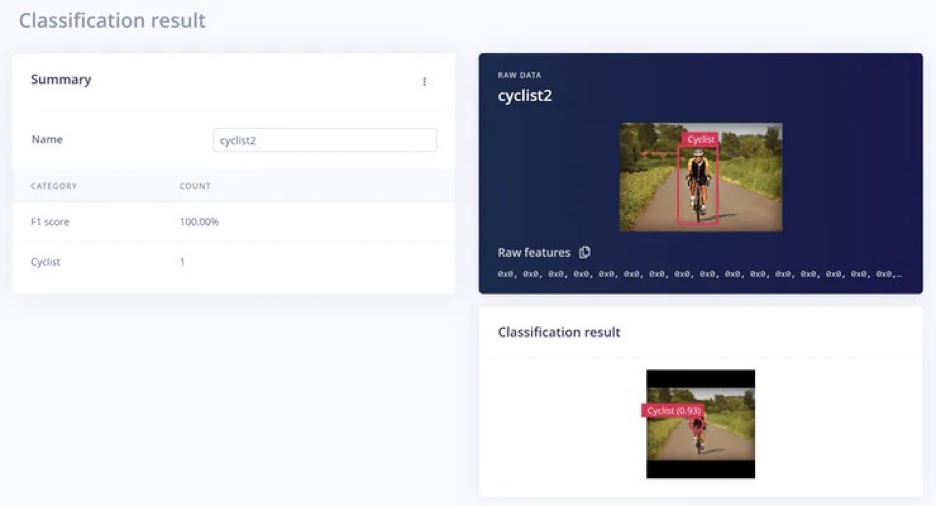 Classification result
Summary
Name
cyclist2
CATEGORY COUNT
F1 score 100.00%
Cyclist 1
RAW DATA
cyclist2
Cyclist
Raw features
0x0, 0x0, 0x0, 0x0, 0x0, 0x0, 0x0, 0x0, 0x0, 0x0, 0x0, 0x0, 0x0, 0x0, 0x0, 0x0,…
Classification result
Cyclist (0.93)